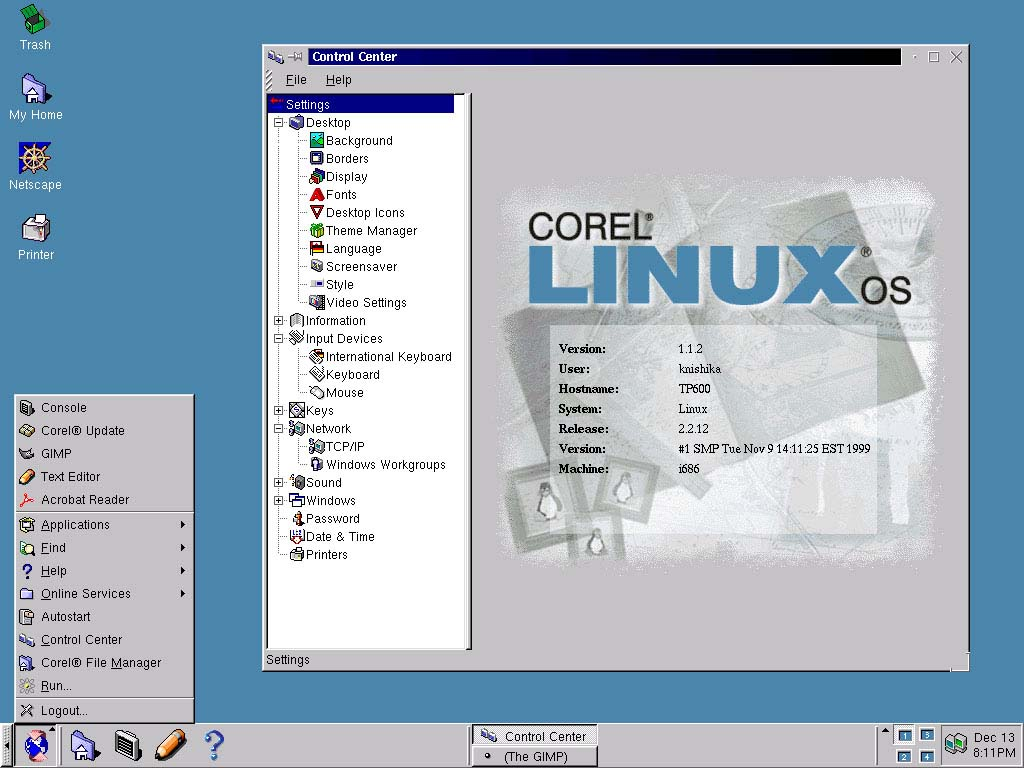 Trash
My Home
Netscape
Printer
Control Center
File Help
Settings
Desktop
Background
Borders
Display
Fonts
Desktop Icons
Theme Manager
Language
Screensaver
Style
Video Settings
Information
Input Devices
International Keyboard
Keyboard
Mouse
Keys
Network
TCP/IP
Windows Workgroups
Sound
Windows
Password
Date & Time
Printers
Settings
COREL®
LINUX® OS
Version: 1.1.2
User: knishika
Hostname: TP600
System: Linux
Release: 2.2.12
Version: #1 SMP Tue Nov 9 14:11:25 EST 1999
Machine: i686
Console
Corel® Update
GIMP
Text Editor
Acrobat Reader
Applications
Find
Help
Online Services
Autostart
Control Center
Corel® File Manager
Run...
Logout...
Control Center
(The GIMP)
1 3
2 4
Dec 13
8:11PM